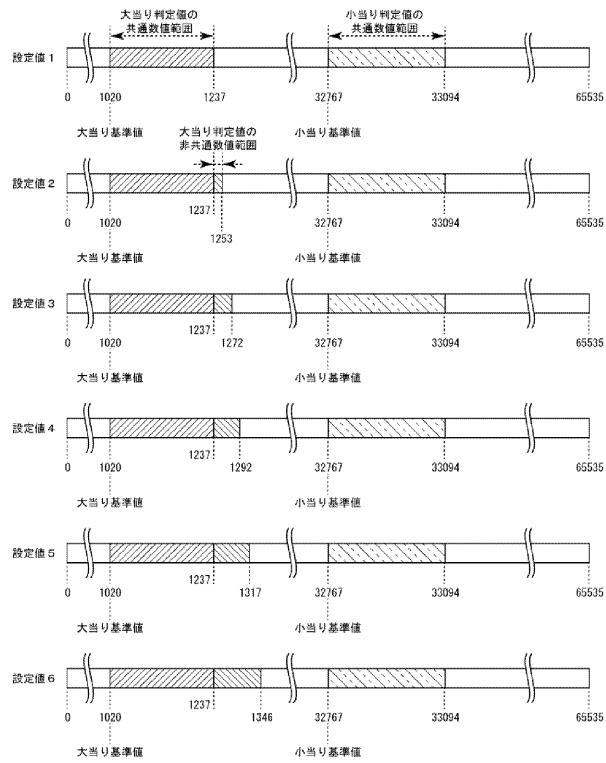 大当り判定値の
共通数値範囲
小当り判定値の
共通数値範囲
設定値1
0 1020 1237 32767 33094 65535
大当り基準値 小当り基準値
大当り判定値の
非共通数値範囲
設定値2
0 1020 1237 1253 32767 33094 65535
大当り基準値 小当り基準値
設定値3
0 1020 1237 1272 32767 33094 65535
大当り基準値 小当り基準値
設定値4
0 1020 1237 1292 32767 33094 65535
大当り基準値 小当り基準値
設定値5
0 1020 1237 1317 32767 33094 65535
大当り基準値 小当り基準値
設定値6
0 1020 1237 1346 32767 33094 65535
大当り基準値 小当り基準値